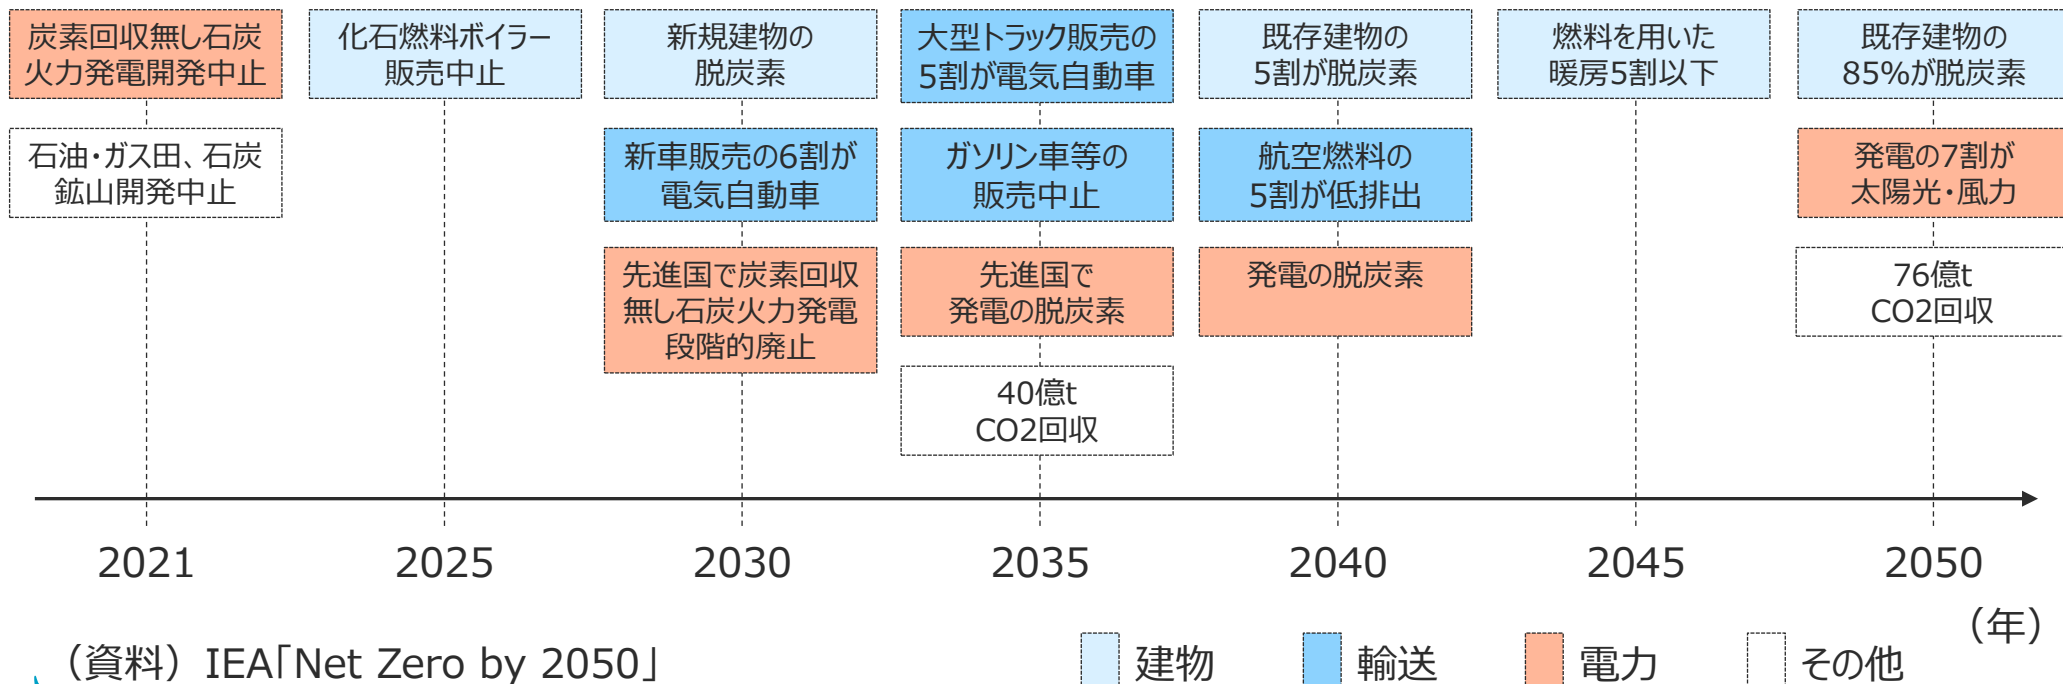 炭素回収無し石炭
火力発電開発中止
石油・ガス田、石炭
鉱山開発中止
化石燃料ボイラー
販売中止
新規建物の
脱炭素
新車販売の6割が
電気自動車
先進国で炭素回収
無し石炭火力発電
段階的廃止
大型トラック販売の
5割が電気自動車
ガソリン車等の
販売中止
先進国で
発電の脱炭素
40億t
CO2回収
既存建物の
5割が脱炭素
航空燃料の
5割が低排出
発電の脱炭素
燃料を用いた
暖房5割以下
既存建物の
85%が脱炭素
発電の7割が
太陽光・風力
76億t
CO2回収
2021 2025 2030 2035 2040 2045 2050
（年）
（資料）IEA「Net Zero by 2050」
建物 輸送 電力 その他